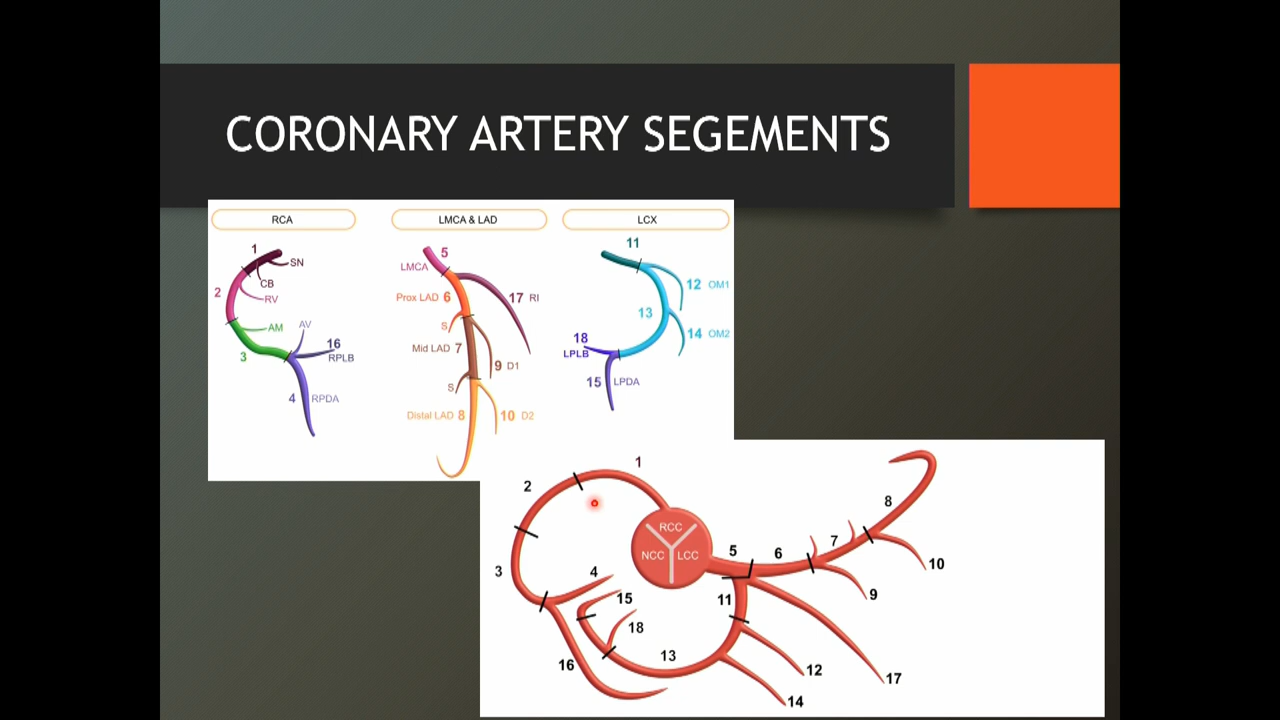 CORONARY ARTERY SEGEMENTS
RCA
LMCA & LAD
LCX
1
SN
CB
2
RV
AM
AV
3
16
RPLB
4
RPDA
5
LMCA
Prox LAD 6
17 RI
S
Mid LAD 7
9 D1
S
Distal LAD 8
10 D2
11
12 OM1
13
14 OM2
18
LPLB
15 LPDA
1
2
3
4
RCC
NCC
LCC
5
6
7
8
9
10
11
12
13
14
15
16
17
18